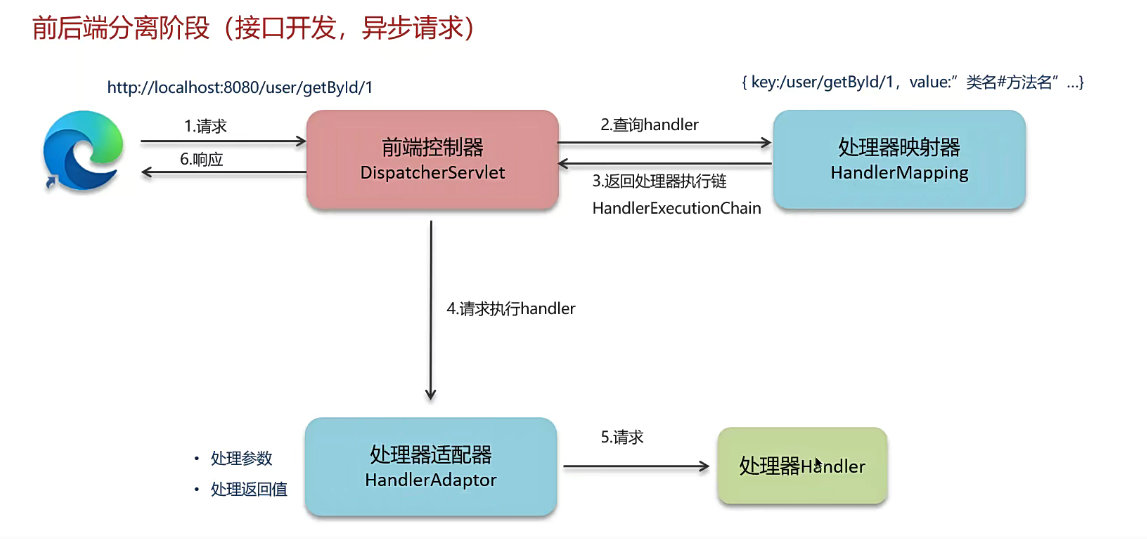 前后端分离阶段（接口开发，异步请求）
http://localhost:8080/user/getById/1
{ key:/user/getById/1，value:”类名#方法名”...}
1.请求
6.响应
前端控制器
DispatcherServlet
2.查询handler
3.返回处理器执行链
HandlerExecutionChain
处理器映射器
HandlerMapping
4.请求执行handler
• 处理参数
• 处理返回值
处理器适配器
HandlerAdaptor
5.请求
处理器Handler